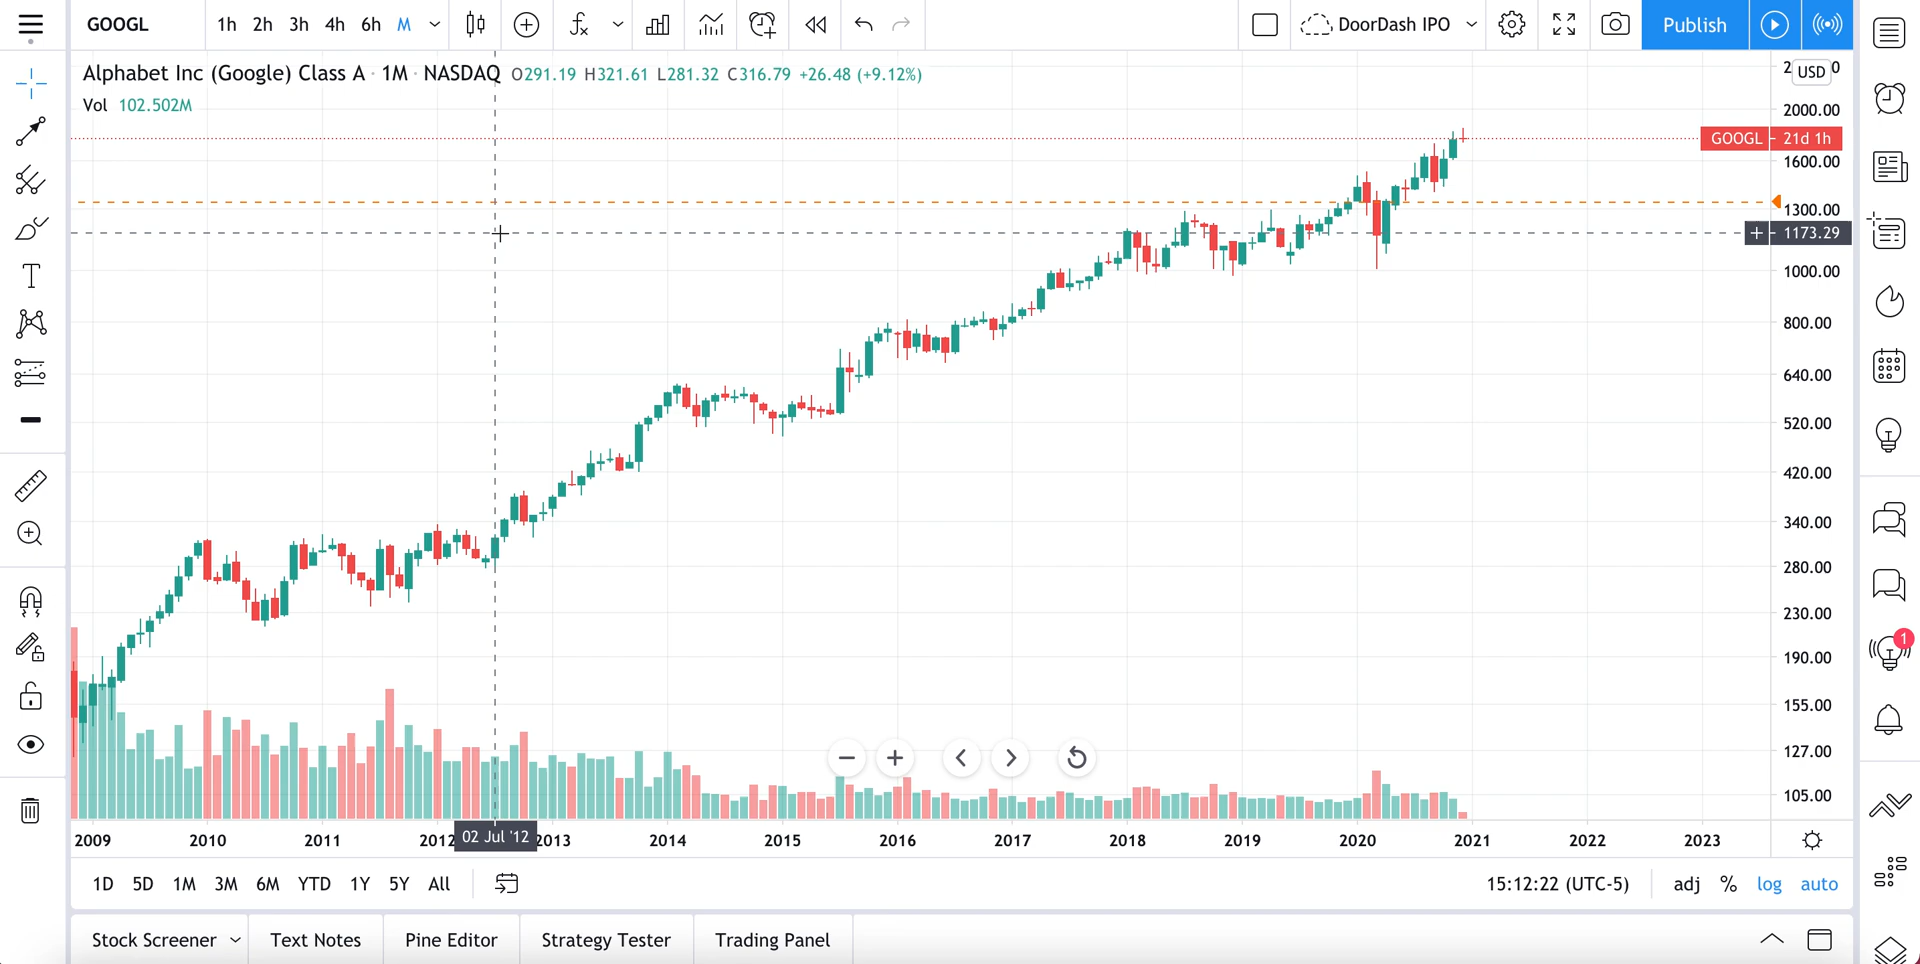 GOOGL 1h 2h 3h 4h 6h M DoorDash IPO Publish
Alphabet Inc (Google) Class A · 1M · NASDAQ O291.19 H321.61 L281.32 C316.79 +26.48 (+9.12%)
Vol 102.502M
USD
2000.00
GOOGL 21d 1h
1600.00
1300.00
1173.29
1000.00
800.00
640.00
520.00
420.00
340.00
280.00
230.00
190.00
155.00
127.00
105.00
1
2009 2010 2011 2012 02 Jul '12 2013 2014 2015 2016 2017 2018 2019 2020 2021 2022 2023
1D 5D 1M 3M 6M YTD 1Y 5Y All 15:12:22 (UTC-5) adj % log auto
Stock Screener Text Notes Pine Editor Strategy Tester Trading Panel